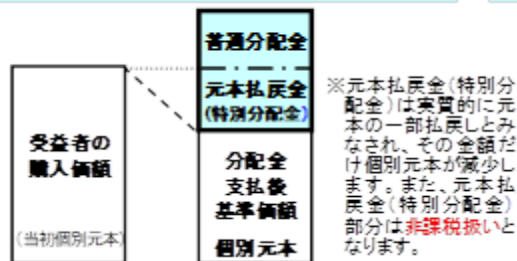 普通分配金
元本払戻金
(特別分配金)
受益者の
購入価額
(当初個別元本)
分配金
支払後
基準価額
個別元本
※元本払戻金(特別分
配金)は実質的に元
本の一部払戻しとみ
なされ、その金額だ
け個別元本が減少し
ます。また、元本払
戻金(特別分配金)
部分は非課税扱いと
なります。